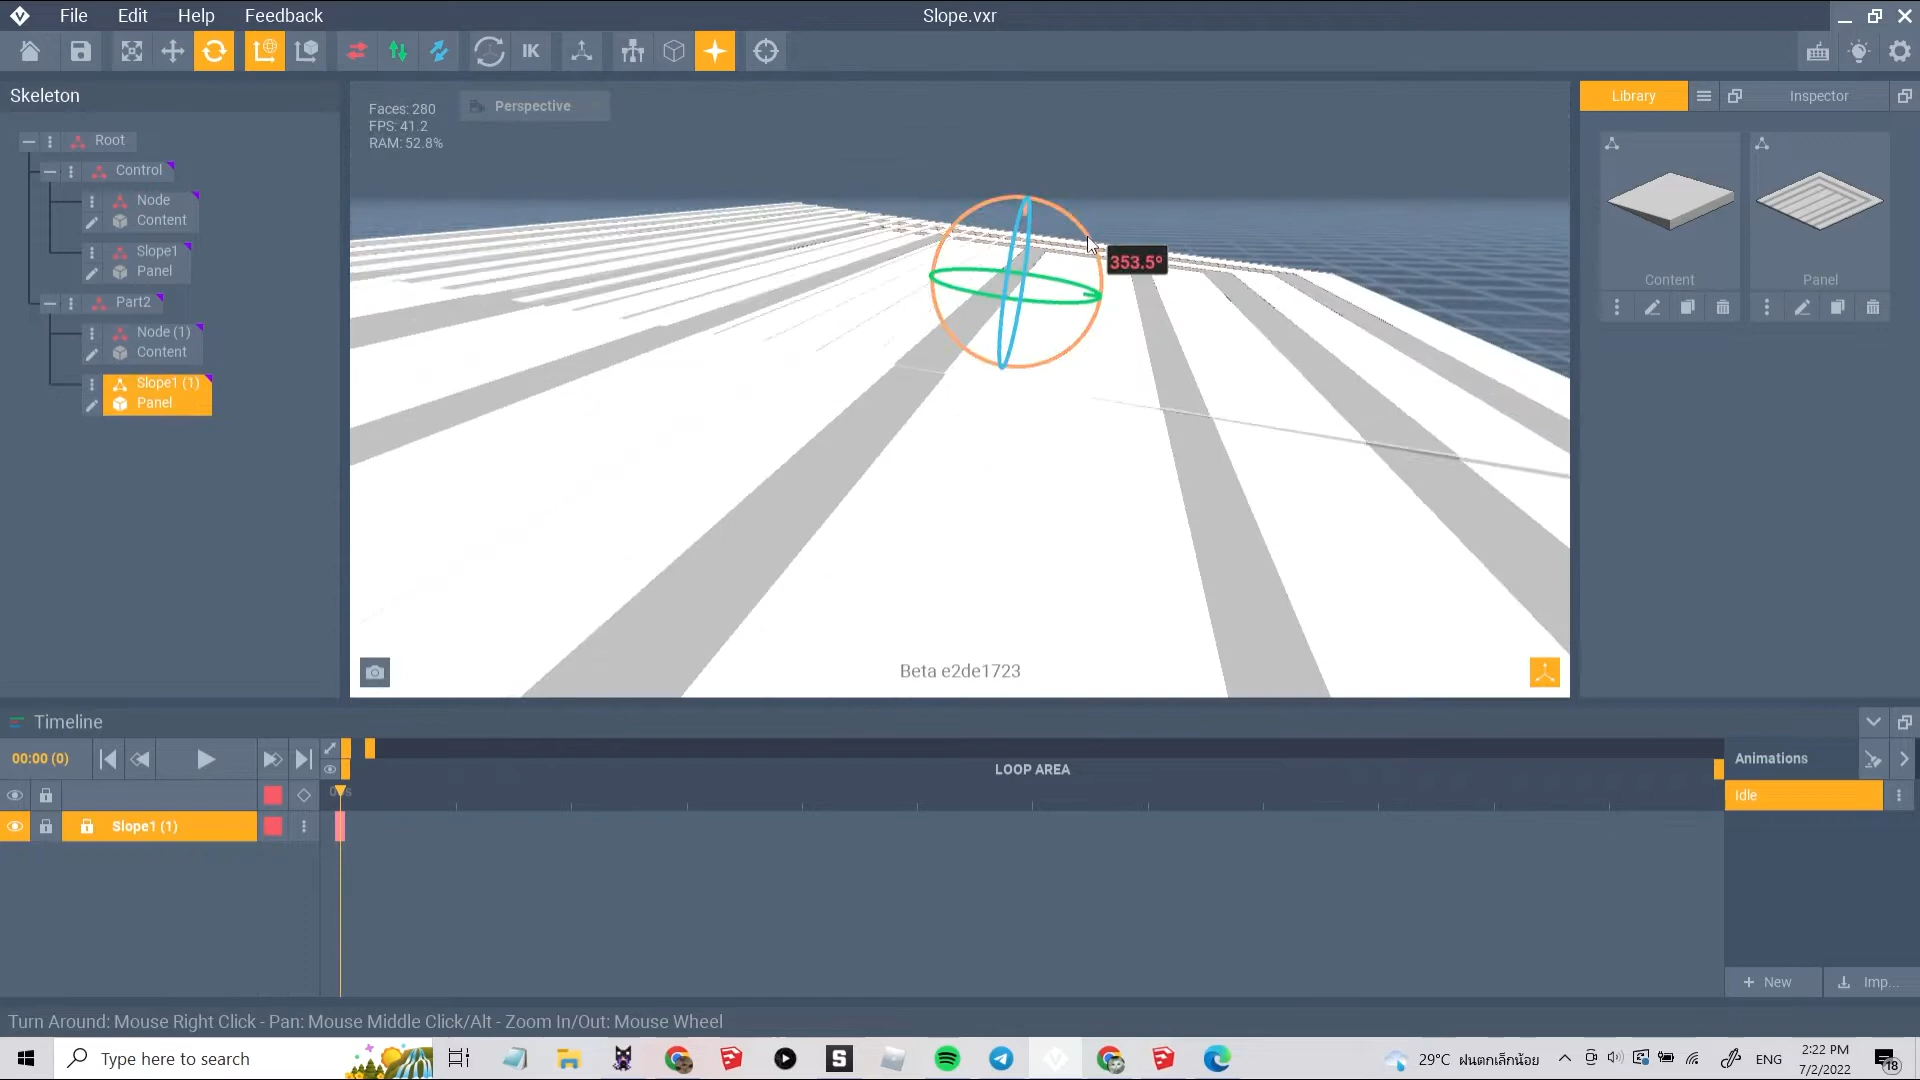 File Edit Help Feedback Slope.vxr
IK
Skeleton
Faces: 280
FPS: 41.2
RAM: 52.8%
Perspective
Library Inspector
Root
Control
Node
Content
Slope1
Panel
Part2
Node (1)
Content
Slope1 (1)
Panel
353.5°
Content Panel
Beta e2de1723
Timeline
00:00 (0)
LOOP AREA
Animations
Idle
Slope1 (1)
New Imp...
Turn Around: Mouse Right Click - Pan: Mouse Middle Click/Alt - Zoom In/Out: Mouse Wheel
Type here to search
S
29°C ฝนตกเล็กน้อย
ENG
2:22 PM
7/2/2022
18